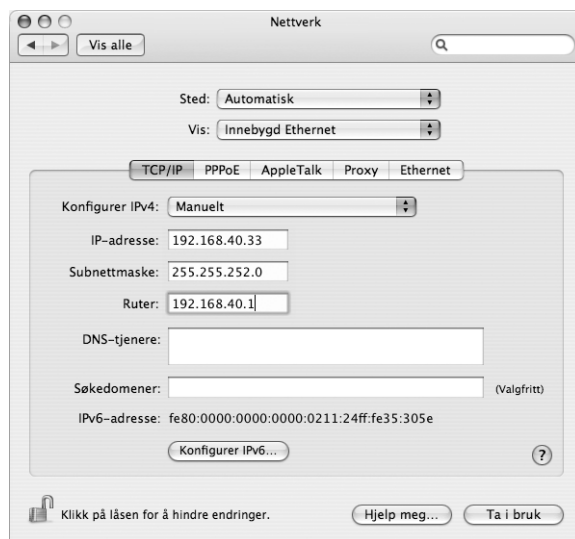 Nettverk
Vis alle
Sted: Automatisk
Vis: Innebygd Ethernet
TCP/IP PPPoE AppleTalk Proxy Ethernet
Konfigurer IPv4: Manuelt
IP-adresse: 192.168.40.33
Subnettmaske: 255.255.252.0
Ruter: 192.168.40.1
DNS-tjenere:
Søkedomener: (Valgfritt)
IPv6-adresse: fe80:0000:0000:0000:0211:24ff:fe35:305e
Konfigurer IPv6... ?
Klikk på låsen for å hindre endringer. Hjelp meg... Ta i bruk